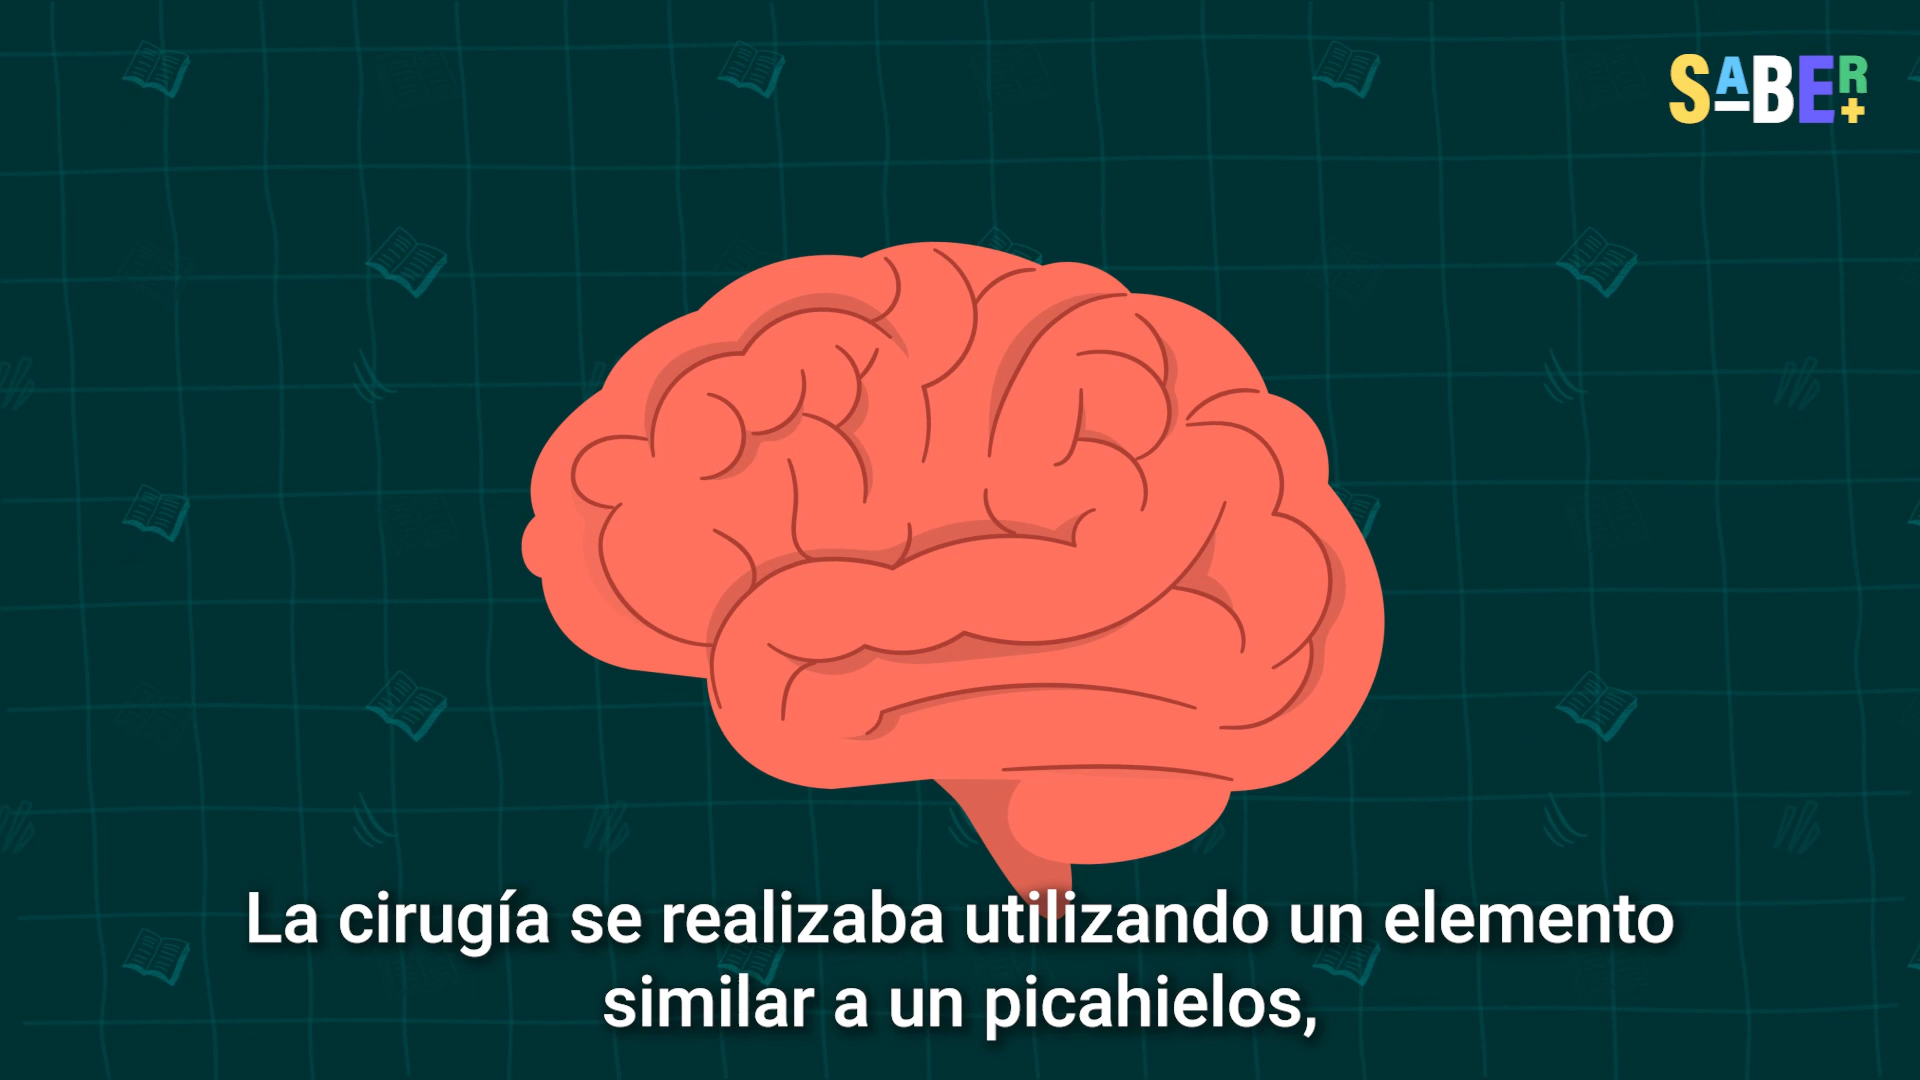 SABER+
La cirugía se realizaba utilizando un elemento
similar a un picahielos,